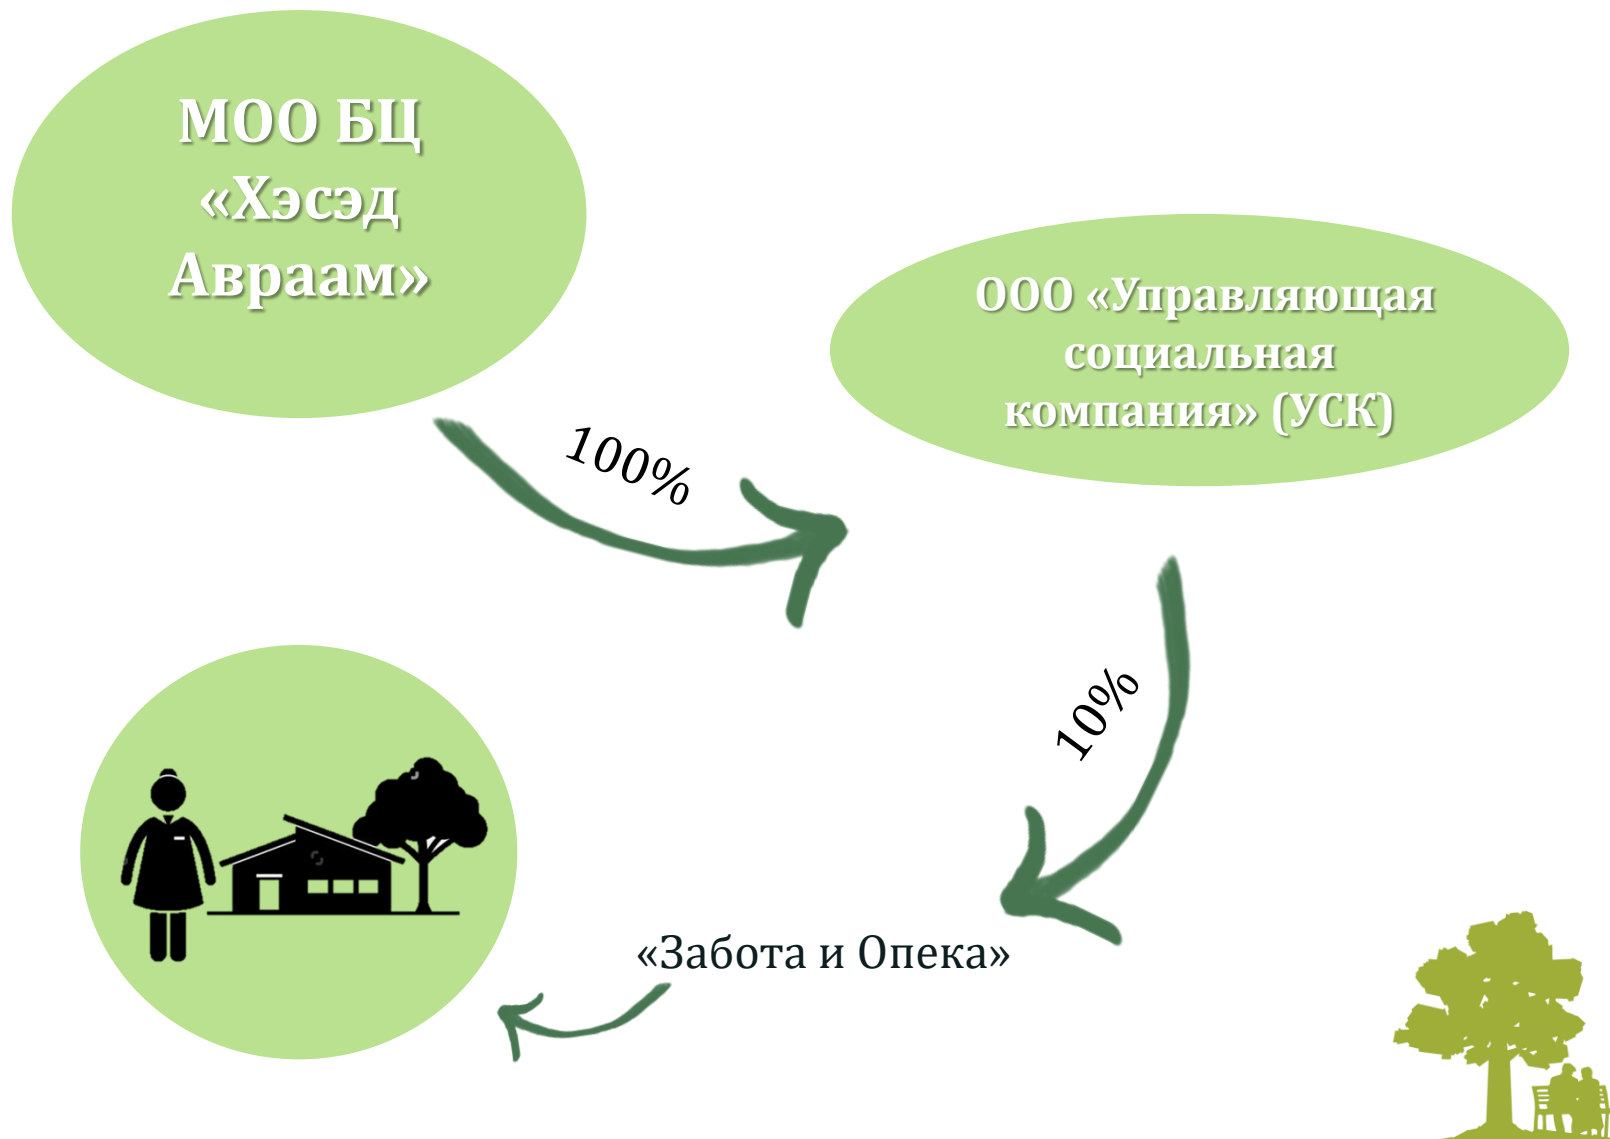 МОО БЦ
«Хэсэд
Авраам»
ООО «Управляющая
социальная
компания» (УСК)
100%
10%
«Забота и Опека»